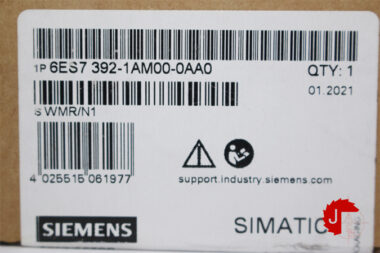 1P 6ES7 392-1AM00-0AA0 QTY: 1
01.2021
S WMR/N1
4 025515 061977
support.industry.siemens.com
SIEMENS SIMATIC